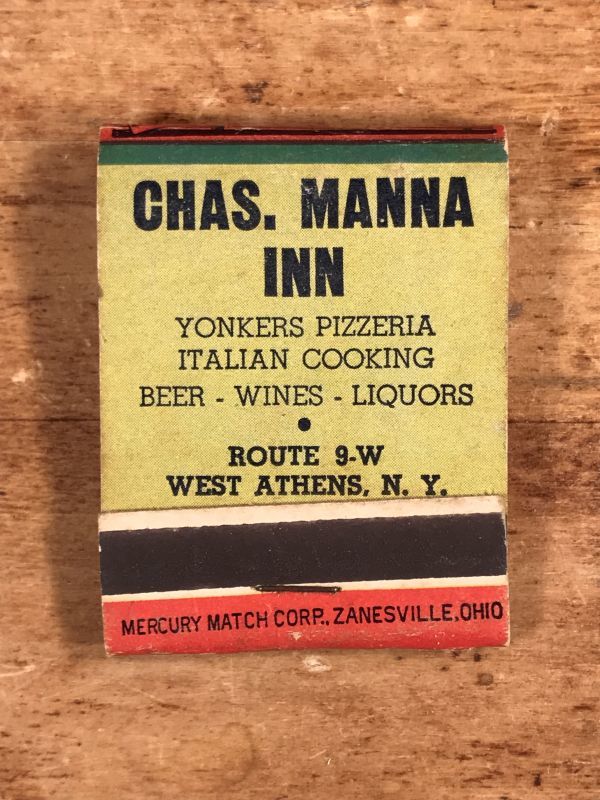 CHAS. MANNA
INN
YONKERS PIZZERIA
ITALIAN COOKING
BEER - WINES - LIQUORS
●
ROUTE 9-W
WEST ATHENS, N. Y.
MERCURY MATCH CORP., ZANESVILLE, OHIO